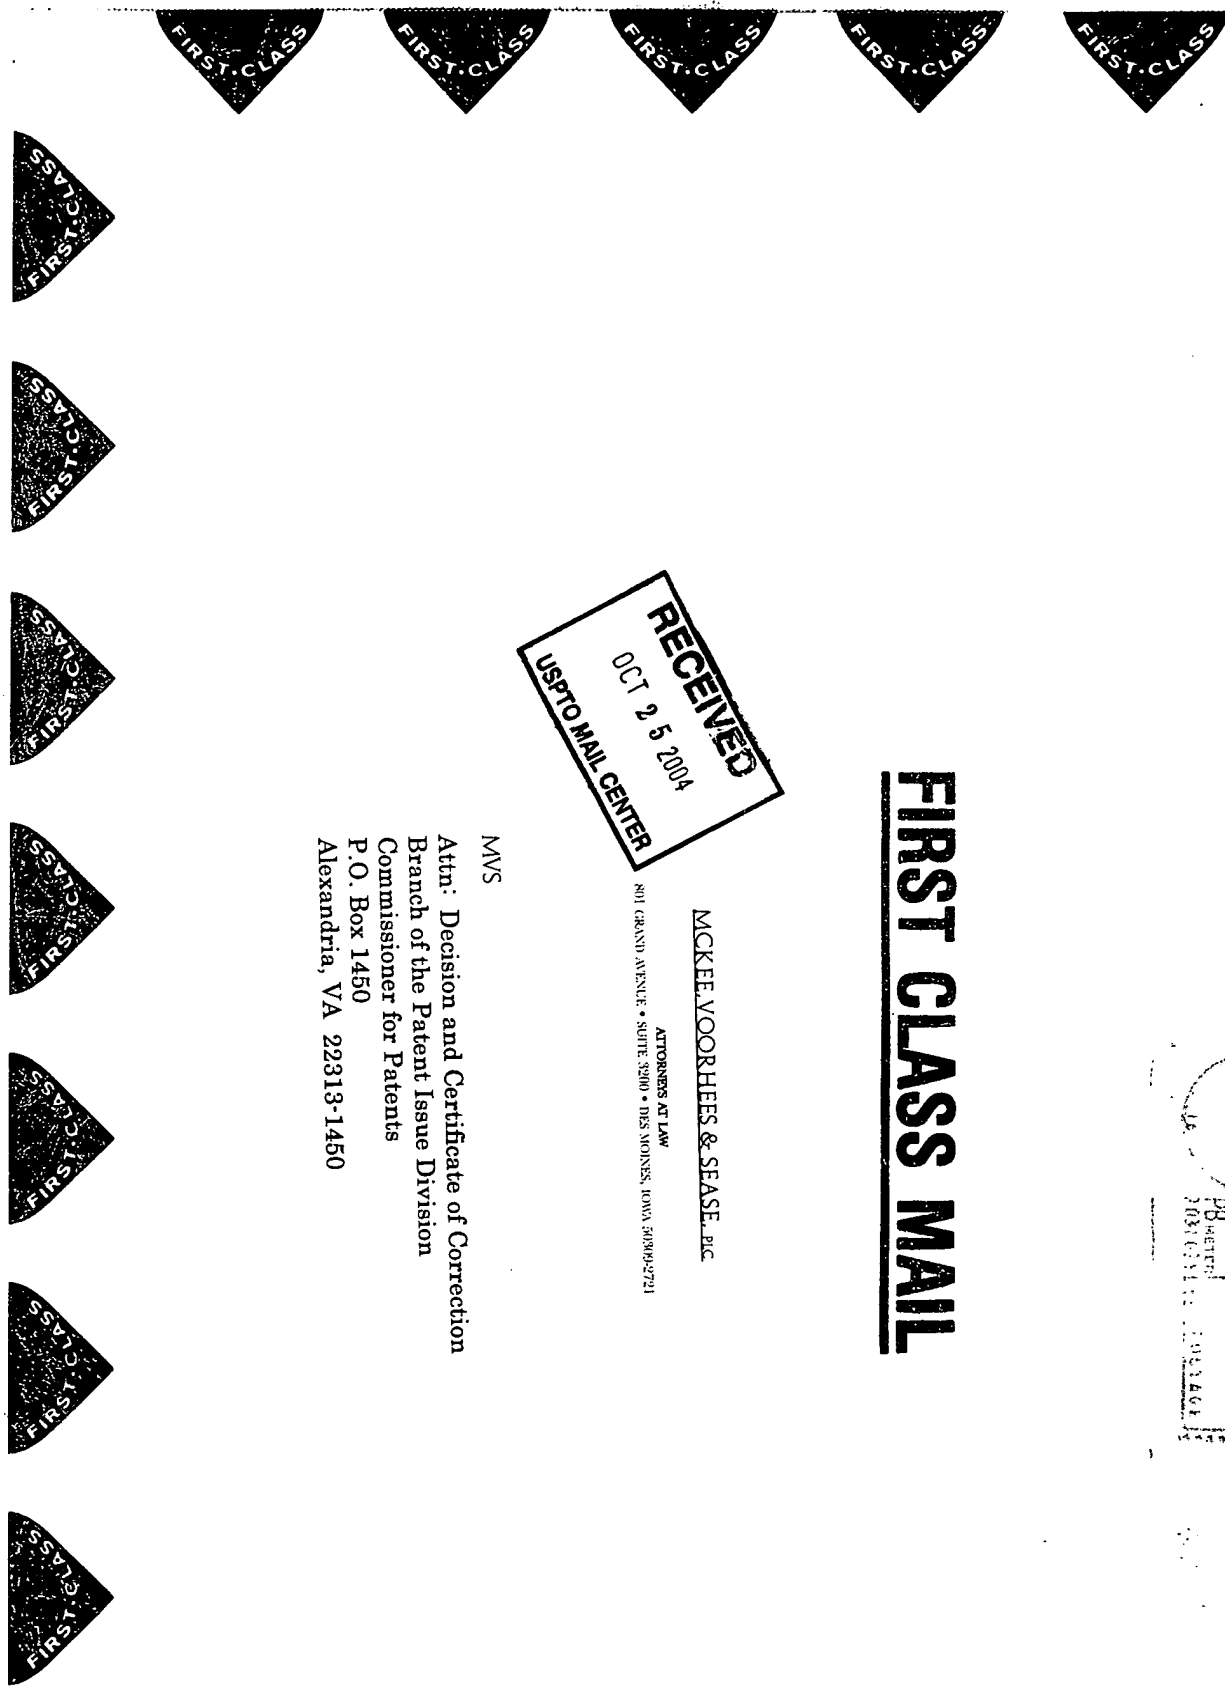 FIRST·CLASS
FIRST·CLASS
FIRST·CLASS
FIRST·CLASS
FIRST·CLASS
FIRST·CLASS
FIRST·CLASS
FIRST·CLASS
FIRST·CLASS
FIRST·CLASS
FIRST·CLASS
FIRST·CLASS
PB METER
POSTAGE
FIRST CLASS MAIL
MCKEE, VOORHEES & SEASE, PLC
ATTORNEYS AT LAW
801 GRAND AVENUE • SUITE 3200 • DES MOINES, IOWA 50309-2721
RECEIVED
OCT 25 2004
USPTO MAIL CENTER
MVS
Attn: Decision and Certificate of Correction
Branch of the Patent Issue Division
Commissioner for Patents
P.O. Box 1450
Alexandria, VA 22313-1450